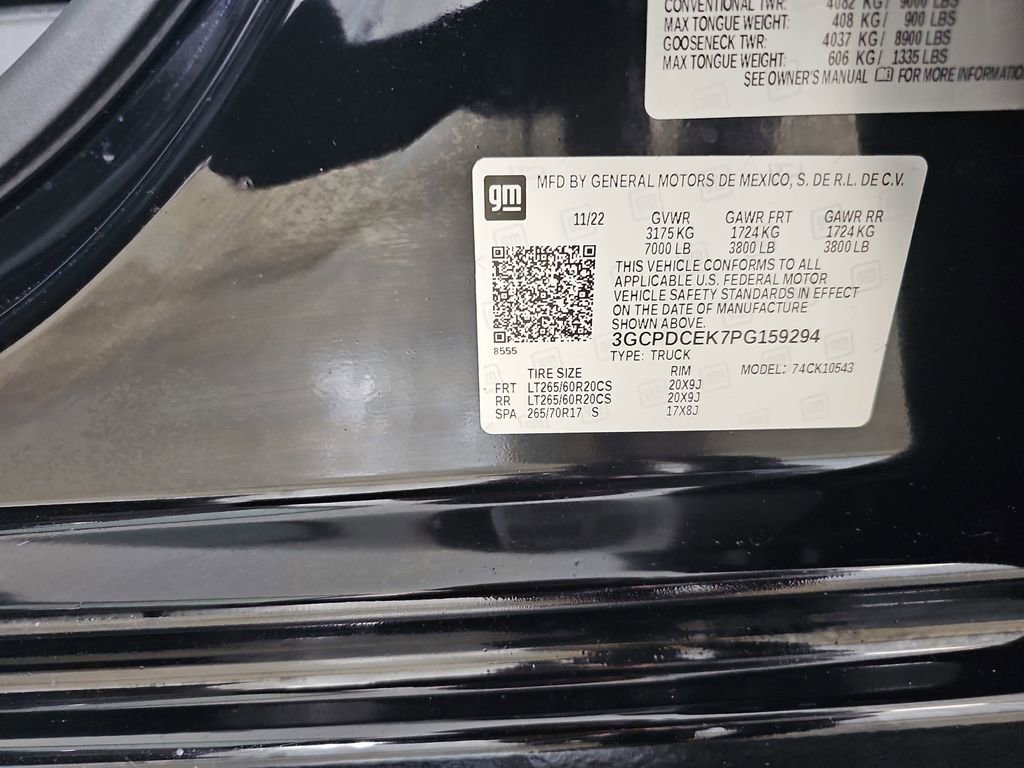 CONVENTIONAL TWR: 4082 KG/ 9000 LBS
MAX TONGUE WEIGHT: 408 KG/ 900 LBS
GOOSENECK TWR: 4037 KG/ 8900 LBS
MAX TONGUE WEIGHT: 606 KG/ 1335 LBS
SEE OWNER'S MANUAL FOR MORE INFORMATIO
gm
MFD BY GENERAL MOTORS DE MEXICO, S. DE R.L. DE C.V.
11/22 GVWR GAWR FRT GAWR RR
3175 KG 1724 KG 1724 KG
7000 LB 3800 LB 3800 LB
THIS VEHICLE CONFORMS TO ALL
APPLICABLE U.S. FEDERAL MOTOR
VEHICLE SAFETY STANDARDS IN EFFECT
ON THE DATE OF MANUFACTURE
SHOWN ABOVE.
3GCPDCEK7PG159294
8555
TYPE: TRUCK
MODEL: 74CK10543
TIRE SIZE RIM
FRT LT265/60R20CS 20X9J
RR LT265/60R20CS 20X9J
SPA 265/70R17 S 17X8J